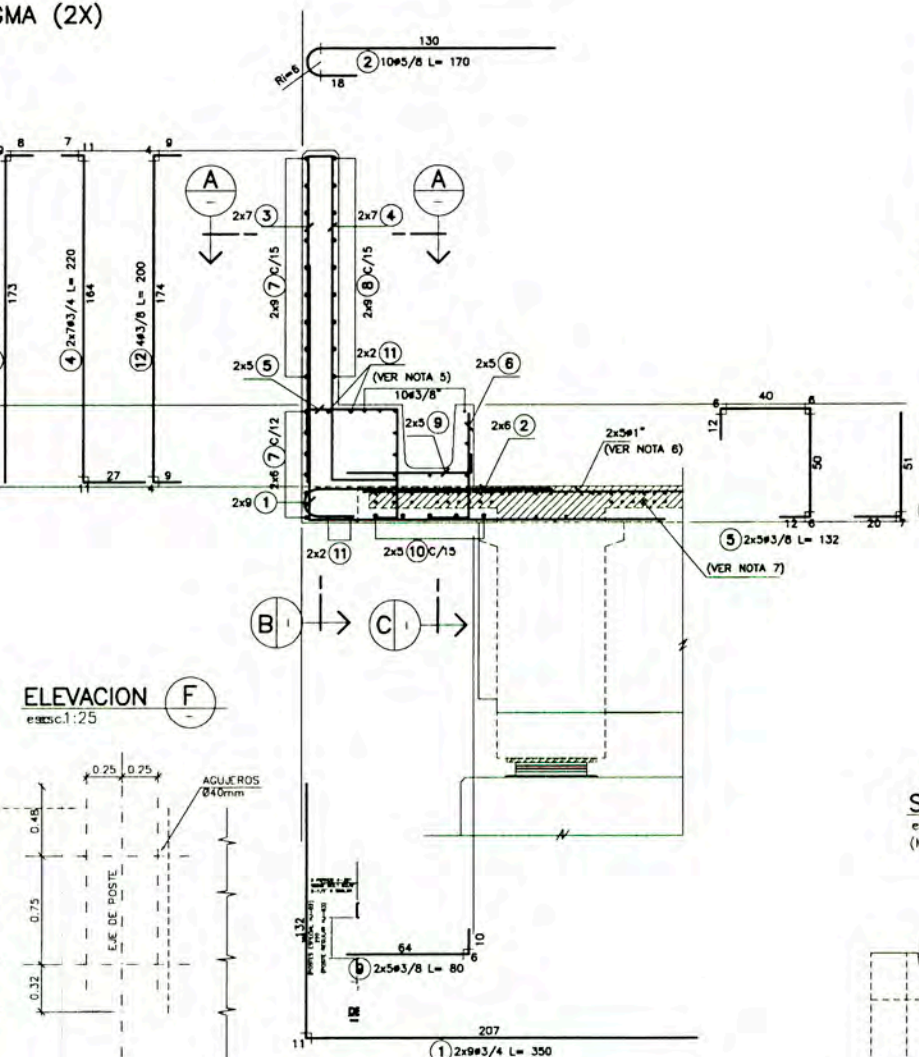 GMA (2X)
130
2 10ø5/8 L= 170
Ri=6
18
8
7
11
4
9
A
-
A
-
2x7 3
2x7 4
2x9 7 C/15
2x9 8 C/15
173
4 2x7ø3/4 L= 220
164
12 4ø3/8 L= 200
174
2x5 5
2x2 11
(VER NOTA 5)
10ø3/8"
2x5 6
2x5 9
2x6 2
2x5ø1"
(VER NOTA 6)
6
40
6
12
50
51
2x6 7 C/12
27
11
4
9
2x9 1
12
6
20
7
5 2x5ø3/8 L= 132
(VER NOTA 7)
2x2 11
2x5 10 C/15
B
C
ELEVACION F
-
esc.1:25
0.25
0.25
AGUJEROS
Ø40mm
0.48
EJE DE POSTE
0.75
0.32
132
64
10
6
9 2x5ø3/8 L= 80
DE
207
11
1 2x9ø3/4 L= 350
S